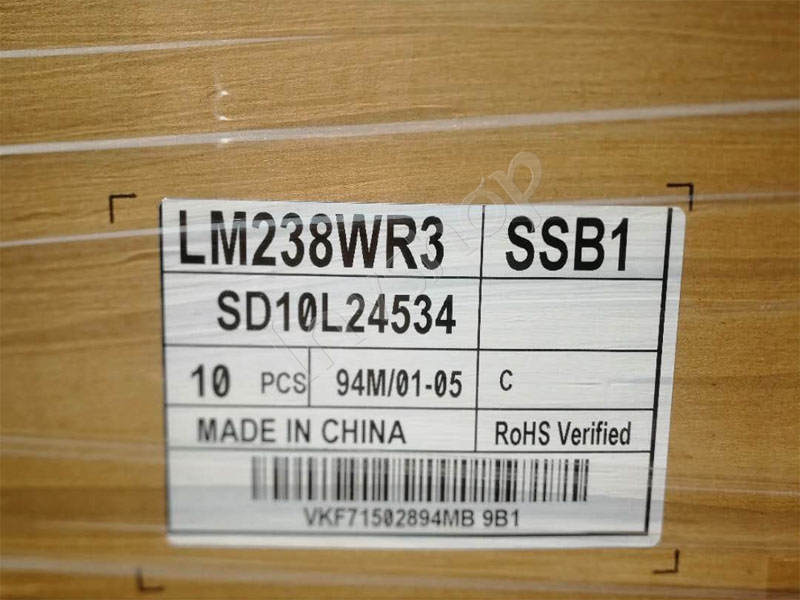 LM238WR3 SSB1
SD10L24534
10 PCS 94M/01-05 C
MADE IN CHINA RoHS Verified
VKF71502894MB 9B1